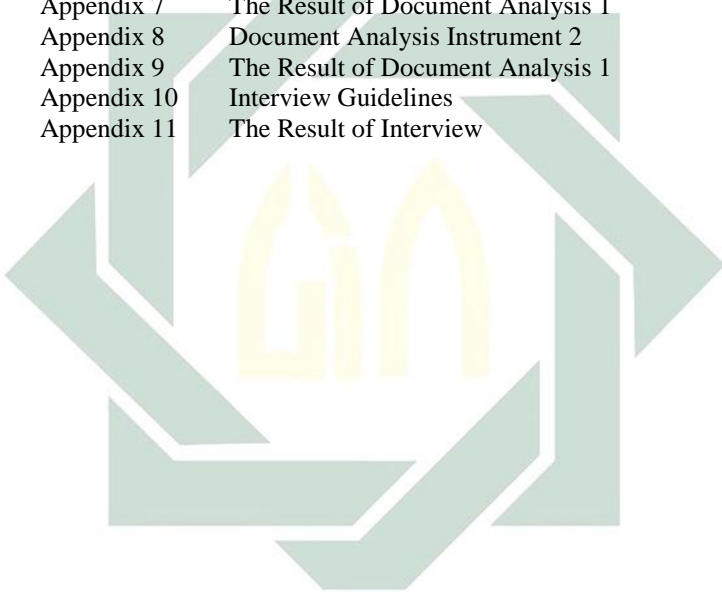 Appendix 7 The Result of Document Analysis 1
Appendix 8 Document Analysis Instrument 2
Appendix 9 The Result of Document Analysis 1
Appendix 10 Interview Guidelines
Appendix 11 The Result of Interview